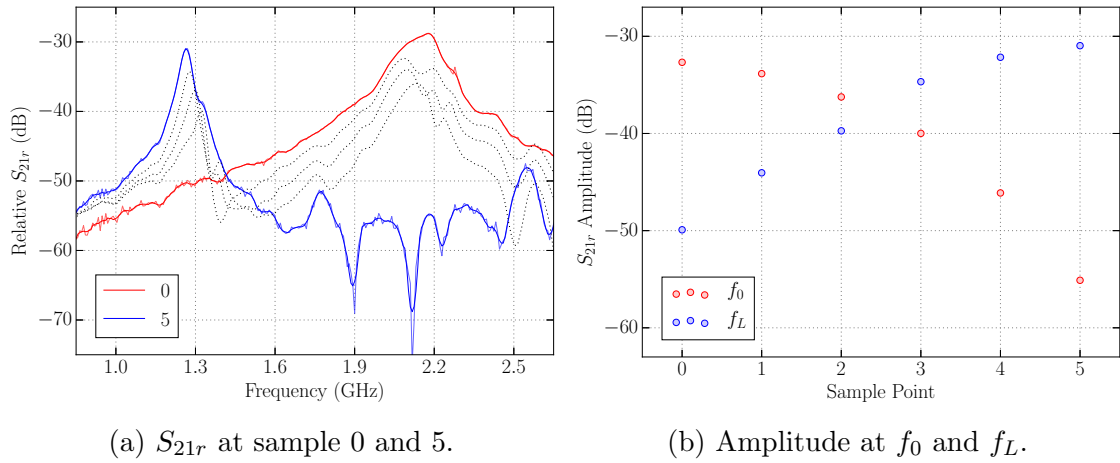 −30
−40
−50
−60
−70
Relative S21r (dB)
0
5
1.0 1.3 1.6 1.9 2.2 2.5
Frequency (GHz)
(a) S21r at sample 0 and 5.
−30
−40
−50
−60
S21r Amplitude (dB)
f0
fL
0 1 2 3 4 5
Sample Point
(b) Amplitude at f0 and fL.